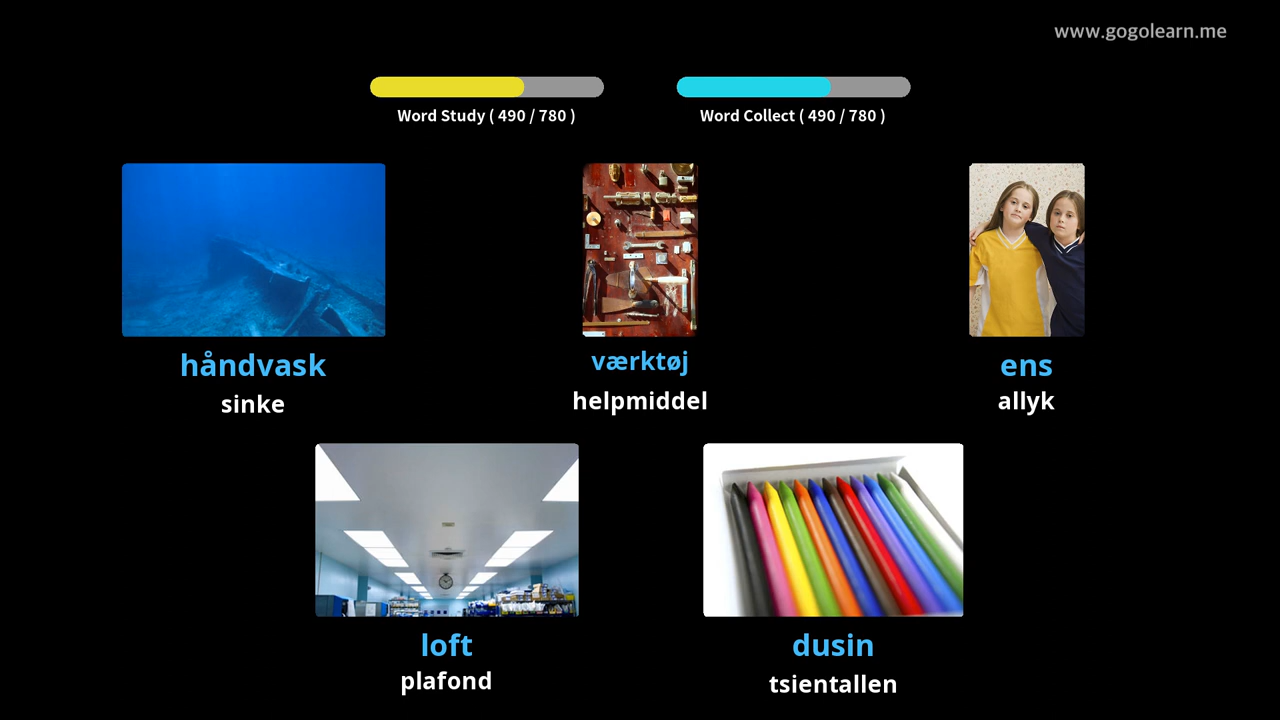 www.gogolearn.me
Word Study ( 490 / 780 )
Word Collect ( 490 / 780 )
håndvask
sinke
værktøj
helpmiddel
ens
allyk
loft
plafond
dusin
tsientallen